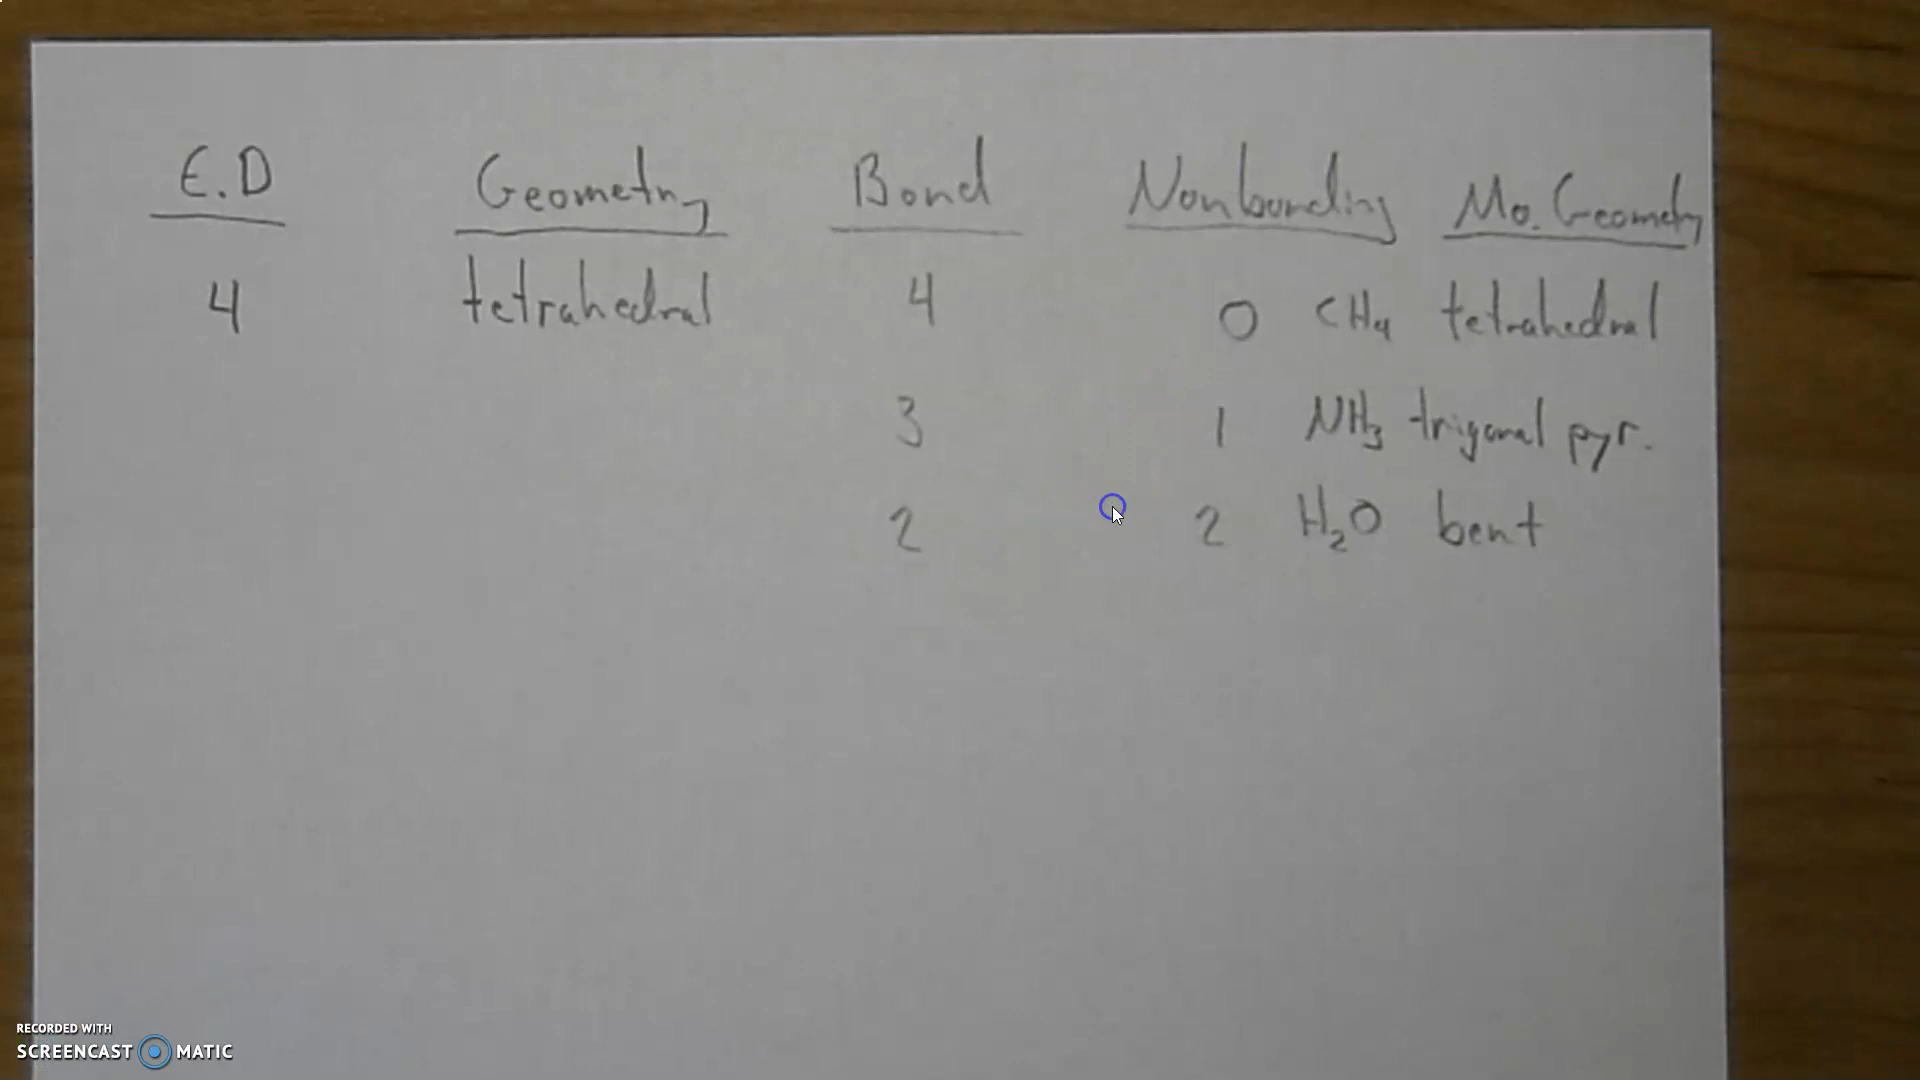 E.D Geometry Bond Nonbonding Mo. Geometry
4 tetrahedral 4 0 CH4 tetrahedral
3 1 NH3 trigonal pyr.
2 2 H2O bent
RECORDED WITH
SCREENCAST MATIC